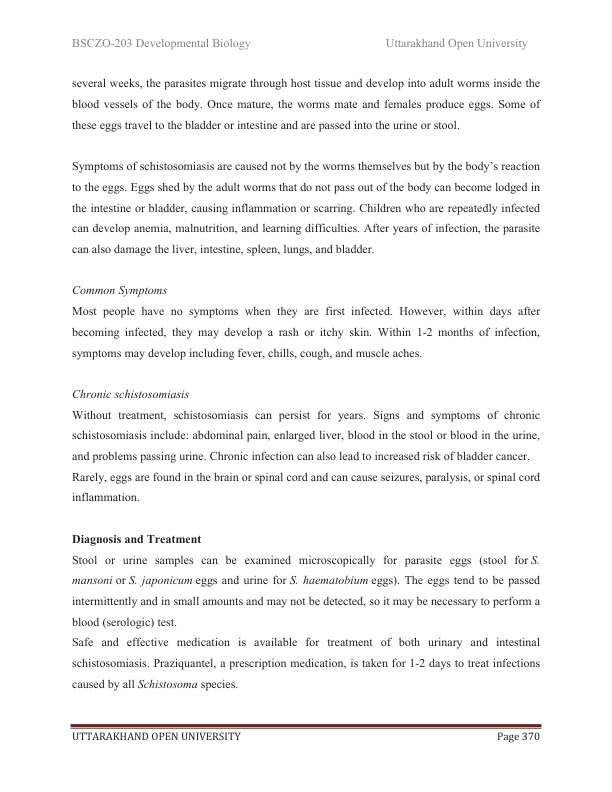 BSCZO-203 Developmental Biology Uttarakhand Open University
several weeks, the parasites migrate through host tissue and develop into adult worms inside the
blood vessels of the body. Once mature, the worms mate and females produce eggs. Some of
these eggs travel to the bladder or intestine and are passed into the urine or stool.
Symptoms of schistosomiasis are caused not by the worms themselves but by the body's reaction
to the eggs. Eggs shed by the adult worms that do not pass out of the body can become lodged in
the intestine or bladder, causing inflammation or scarring. Children who are repeatedly infected
can develop anemia, malnutrition, and learning difficulties. After years of infection, the parasite
can also damage the liver, intestine, spleen, lungs, and bladder.
Common Symptoms
Most people have no symptoms when they are first infected. However, within days after
becoming infected, they may develop a rash or itchy skin. Within 1-2 months of infection,
symptoms may develop including fever, chills, cough, and muscle aches.
Chronic schistosomiasis
Without treatment, schistosomiasis can persist for years. Signs and symptoms of chronic
schistosomiasis include: abdominal pain, enlarged liver, blood in the stool or blood in the urine,
and problems passing urine. Chronic infection can also lead to increased risk of bladder cancer.
Rarely, eggs are found in the brain or spinal cord and can cause seizures, paralysis, or spinal cord
inflammation.
Diagnosis and Treatment
Stool or urine samples can be examined microscopically for parasite eggs (stool for S.
mansoni or S. japonicum eggs and urine for S. haematobium eggs). The eggs tend to be passed
intermittently and in small amounts and may not be detected, so it may be necessary to perform a
blood (serologic) test.
Safe and effective medication is available for treatment of both urinary and intestinal
schistosomiasis. Praziquantel, a prescription medication, is taken for 1-2 days to treat infections
caused by all Schistosoma species.
UTTARAKHAND OPEN UNIVERSITY Page 370